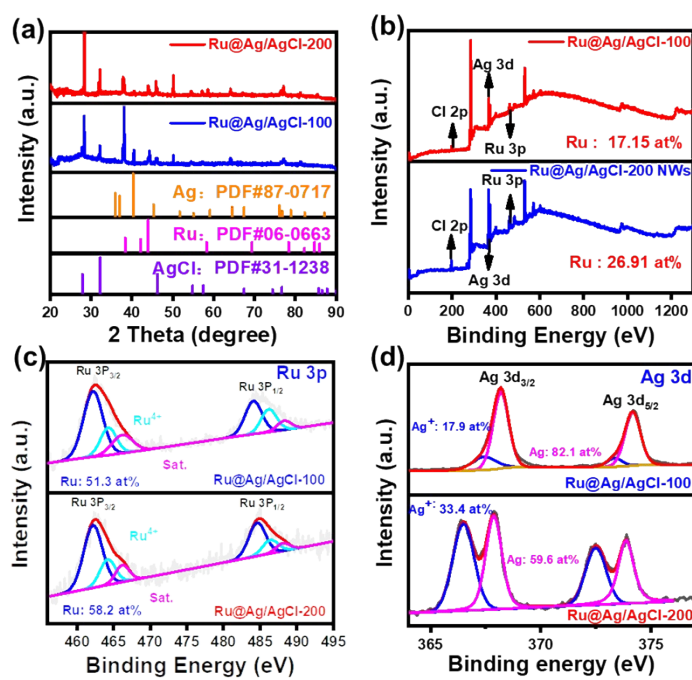 (a)
Ru@Ag/AgCl-200
Ru@Ag/AgCl-100
Ag: PDF#87-0717
Ru: PDF#06-0663
AgCl: PDF#31-1238
Intensity (a.u.)
20 30 40 50 60 70 80 90
2 Theta (degree)
(b)
Ru@Ag/AgCl-100
Ag 3d
Cl 2p
Ru 3p
Ru : 17.15 at%
Ru@Ag/AgCl-200 NWs
Ru 3p
Cl 2p
Ag 3d
Ru : 26.91 at%
Intensity (a.u.)
0 200 400 600 800 1000 1200
Binding Energy (eV)
(c)
Ru 3p
Ru 3P3/2
Ru 3P1/2
Ru4+
Sat.
Ru: 51.3 at%
Ru@Ag/AgCl-100
Ru 3P3/2
Ru 3P1/2
Ru4+
Sat.
Ru: 58.2 at%
Ru@Ag/AgCl-200
Intensity (a.u.)
460 465 470 475 480 485 490 495
Binding Energy (eV)
(d)
Ag 3d
Ag 3d3/2
Ag 3d5/2
Ag+: 17.9 at%
Ag: 82.1 at%
Ru@Ag/AgCl-100
Ag+: 33.4 at%
Ag: 59.6 at%
Ru@Ag/AgCl-200
Intensity (a.u.)
365 370 375
Binding energy (eV)